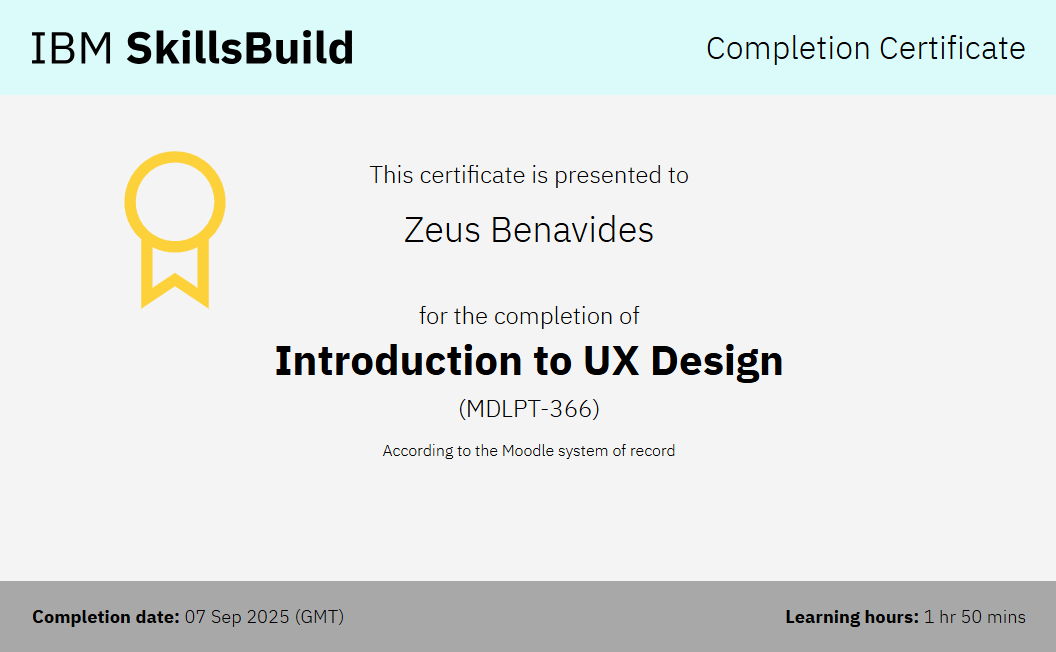 IBM SkillsBuild
Completion Certificate
This certificate is presented to
Zeus Benavides
for the completion of
Introduction to UX Design
(MDLPT-366)
According to the Moodle system of record
Completion date: 07 Sep 2025 (GMT)
Learning hours: 1 hr 50 mins